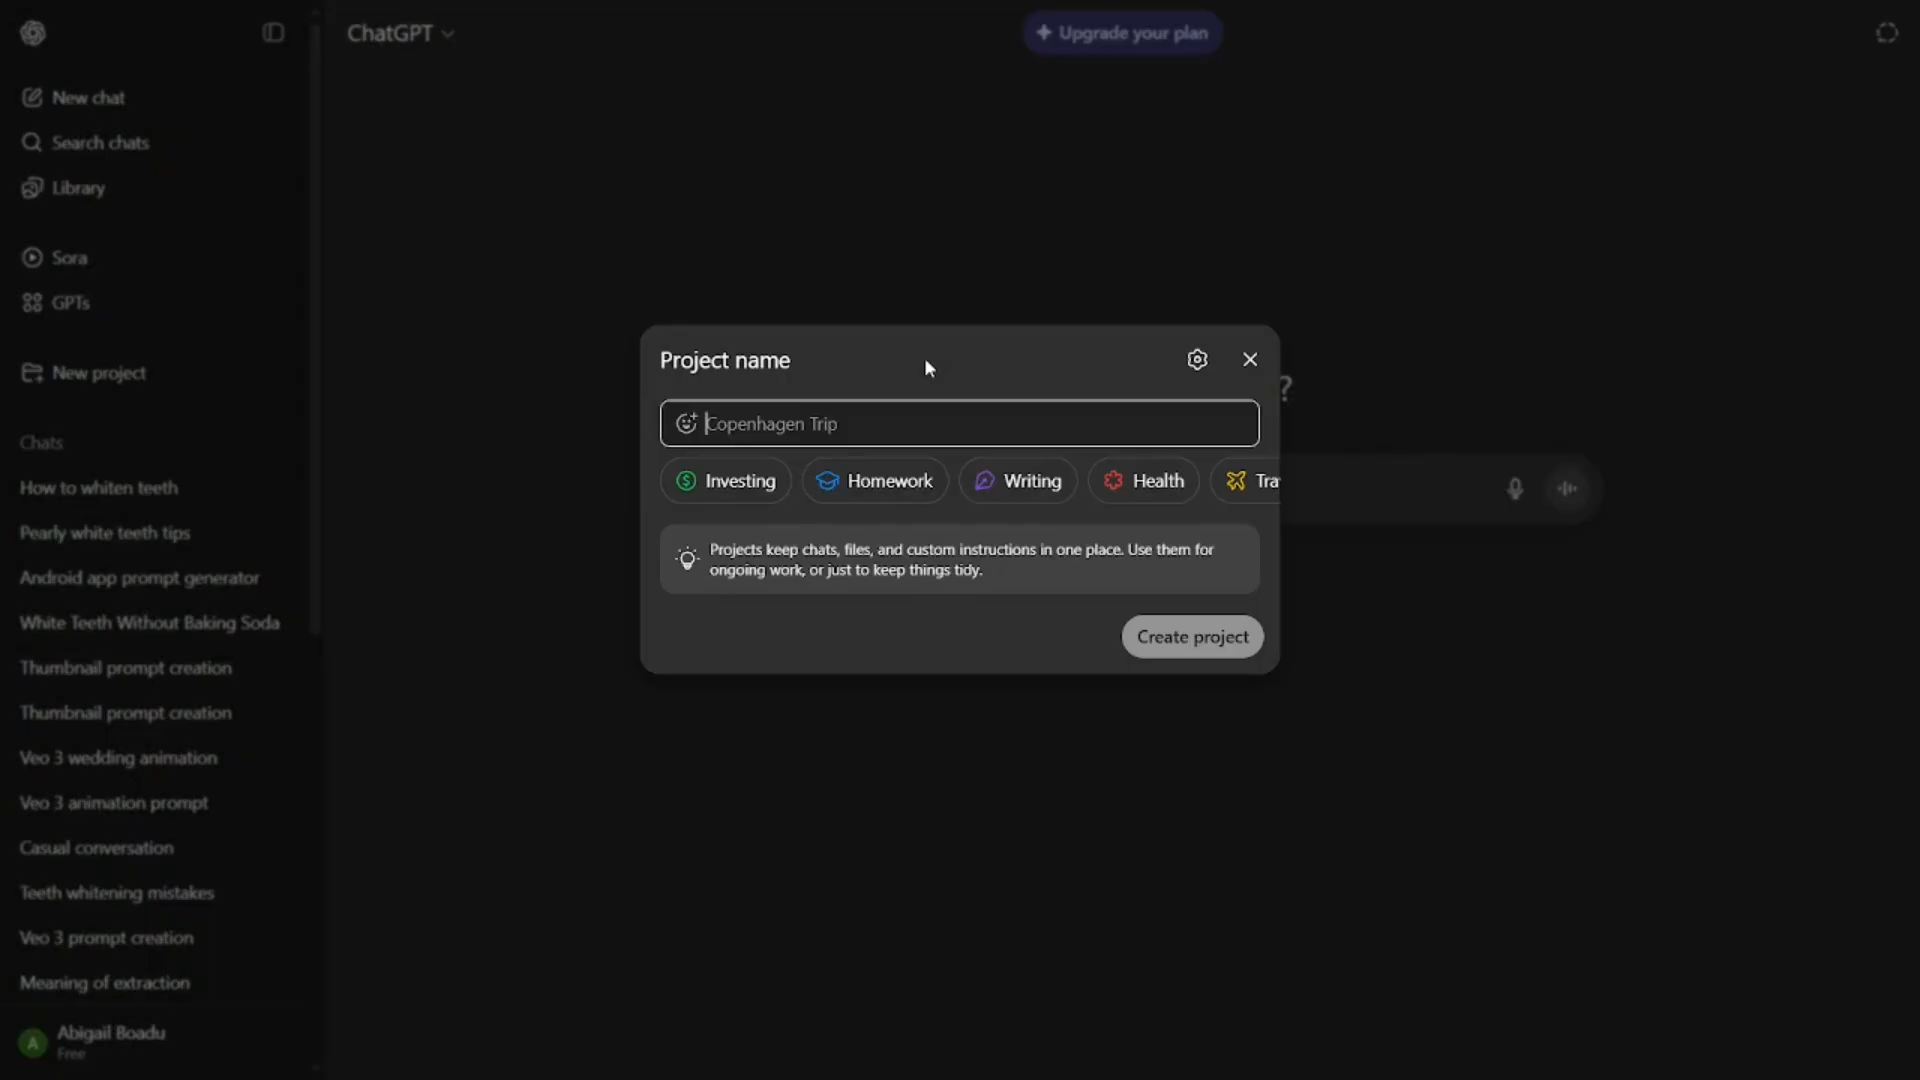 ChatGPT
Upgrade your plan
New chat
Search chats
Library
Sora
GPTs
New project
Chats
How to whiten teeth
Pearly white teeth tips
Android app prompt generator
White Teeth Without Baking Soda
Thumbnail prompt creation
Thumbnail prompt creation
Veo 3 wedding animation
Veo 3 animation prompt
Casual conversation
Teeth whitening mistakes
Veo 3 prompt creation
Meaning of extraction
A
Abigail Boadu
Free
Project name
?
Copenhagen Trip
Investing
Homework
Writing
Health
Tra
Projects keep chats, files, and custom instructions in one place. Use them for
ongoing work, or just to keep things tidy.
Create project